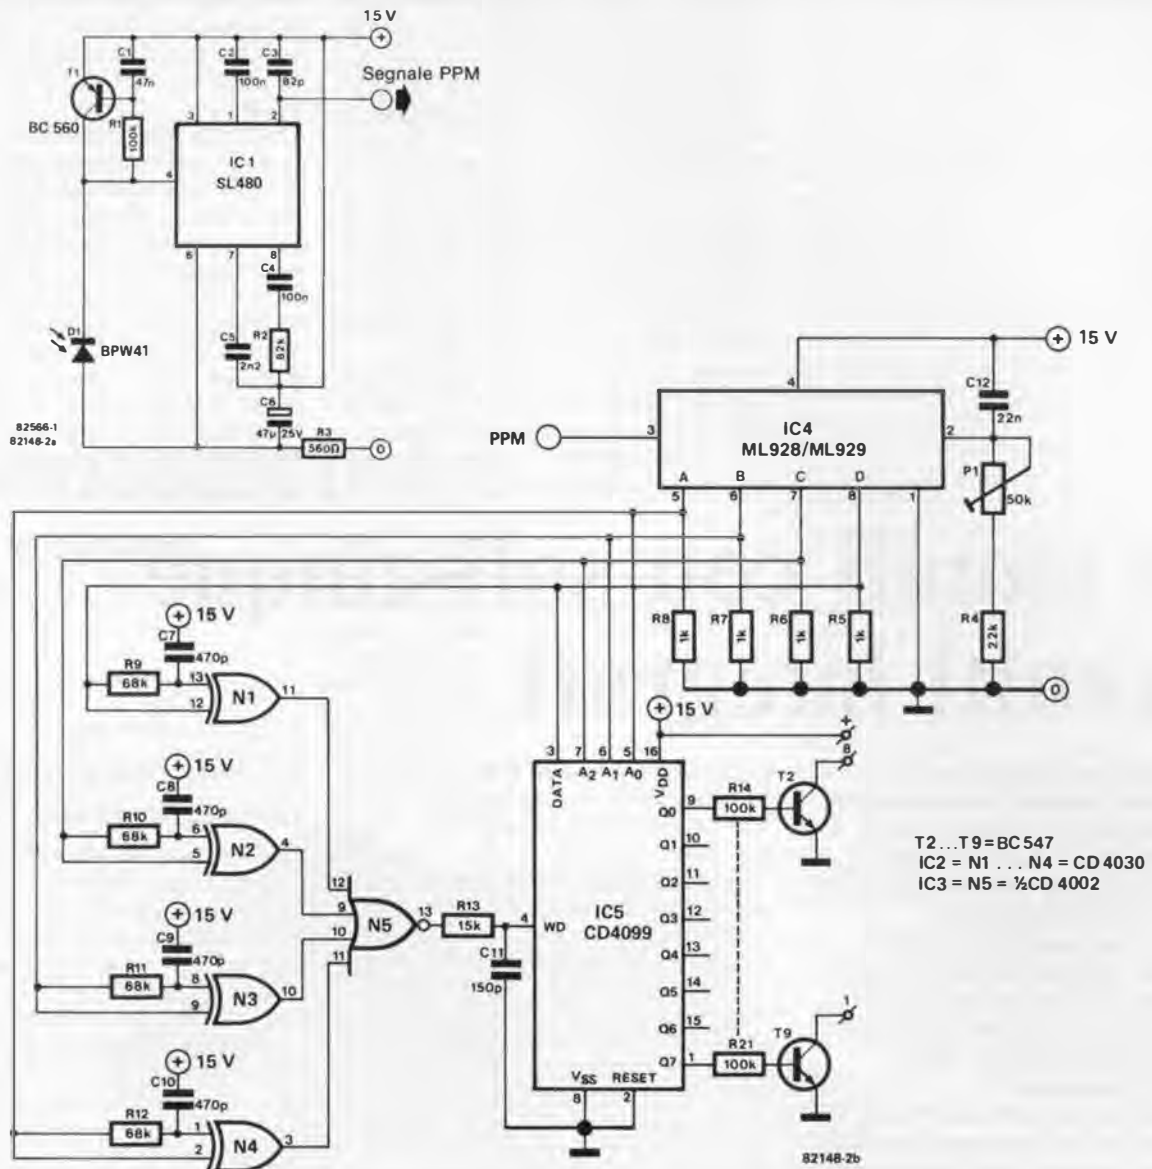 15 V
+
C1
47n
C2
100n
C3
82p
Segnale PPM
T1
BC 560
R1
100k
3
1
2
4
IC 1
SL480
6
7
8
C4
100n
C5
2n2
R2
82k
D1
BPW41
C6
47µ 25V
R3
560Ω
0
82566-1
82148-2a
+
15 V
C12
22n
4
PPM
3
IC4
ML928/ML929
2
A
B
C
D
5
6
7
8
1
P1
50k
R8
1k
R7
1k
R6
1k
R5
1k
R4
2.2k
0
+ 15 V
C7
470p
R9
68k
13
12
N1
11
+ 15 V
C8
470p
R10
68k
6
5
N2
4
+ 15 V
C9
470p
R11
68k
8
9
N3
10
+ 15 V
C10
470p
R12
68k
1
2
N4
3
12
9
10
11
N5
13
R13
15k
C11
150p
+ 15 V
+
8
3
7
6
5
16
DATA
A2
A1
A0
VDD
4
WD
IC5
CD4099
Q0
9
Q1
10
Q2
11
Q3
12
Q4
13
Q5
14
Q6
15
Q7
1
VSS
RESET
8
2
R14
100k
T2
R21
100k
T9
1
T2...T9=BC547
IC2 = N1 ... N4 = CD 4030
IC3 = N5 = ½CD 4002
82148-2b